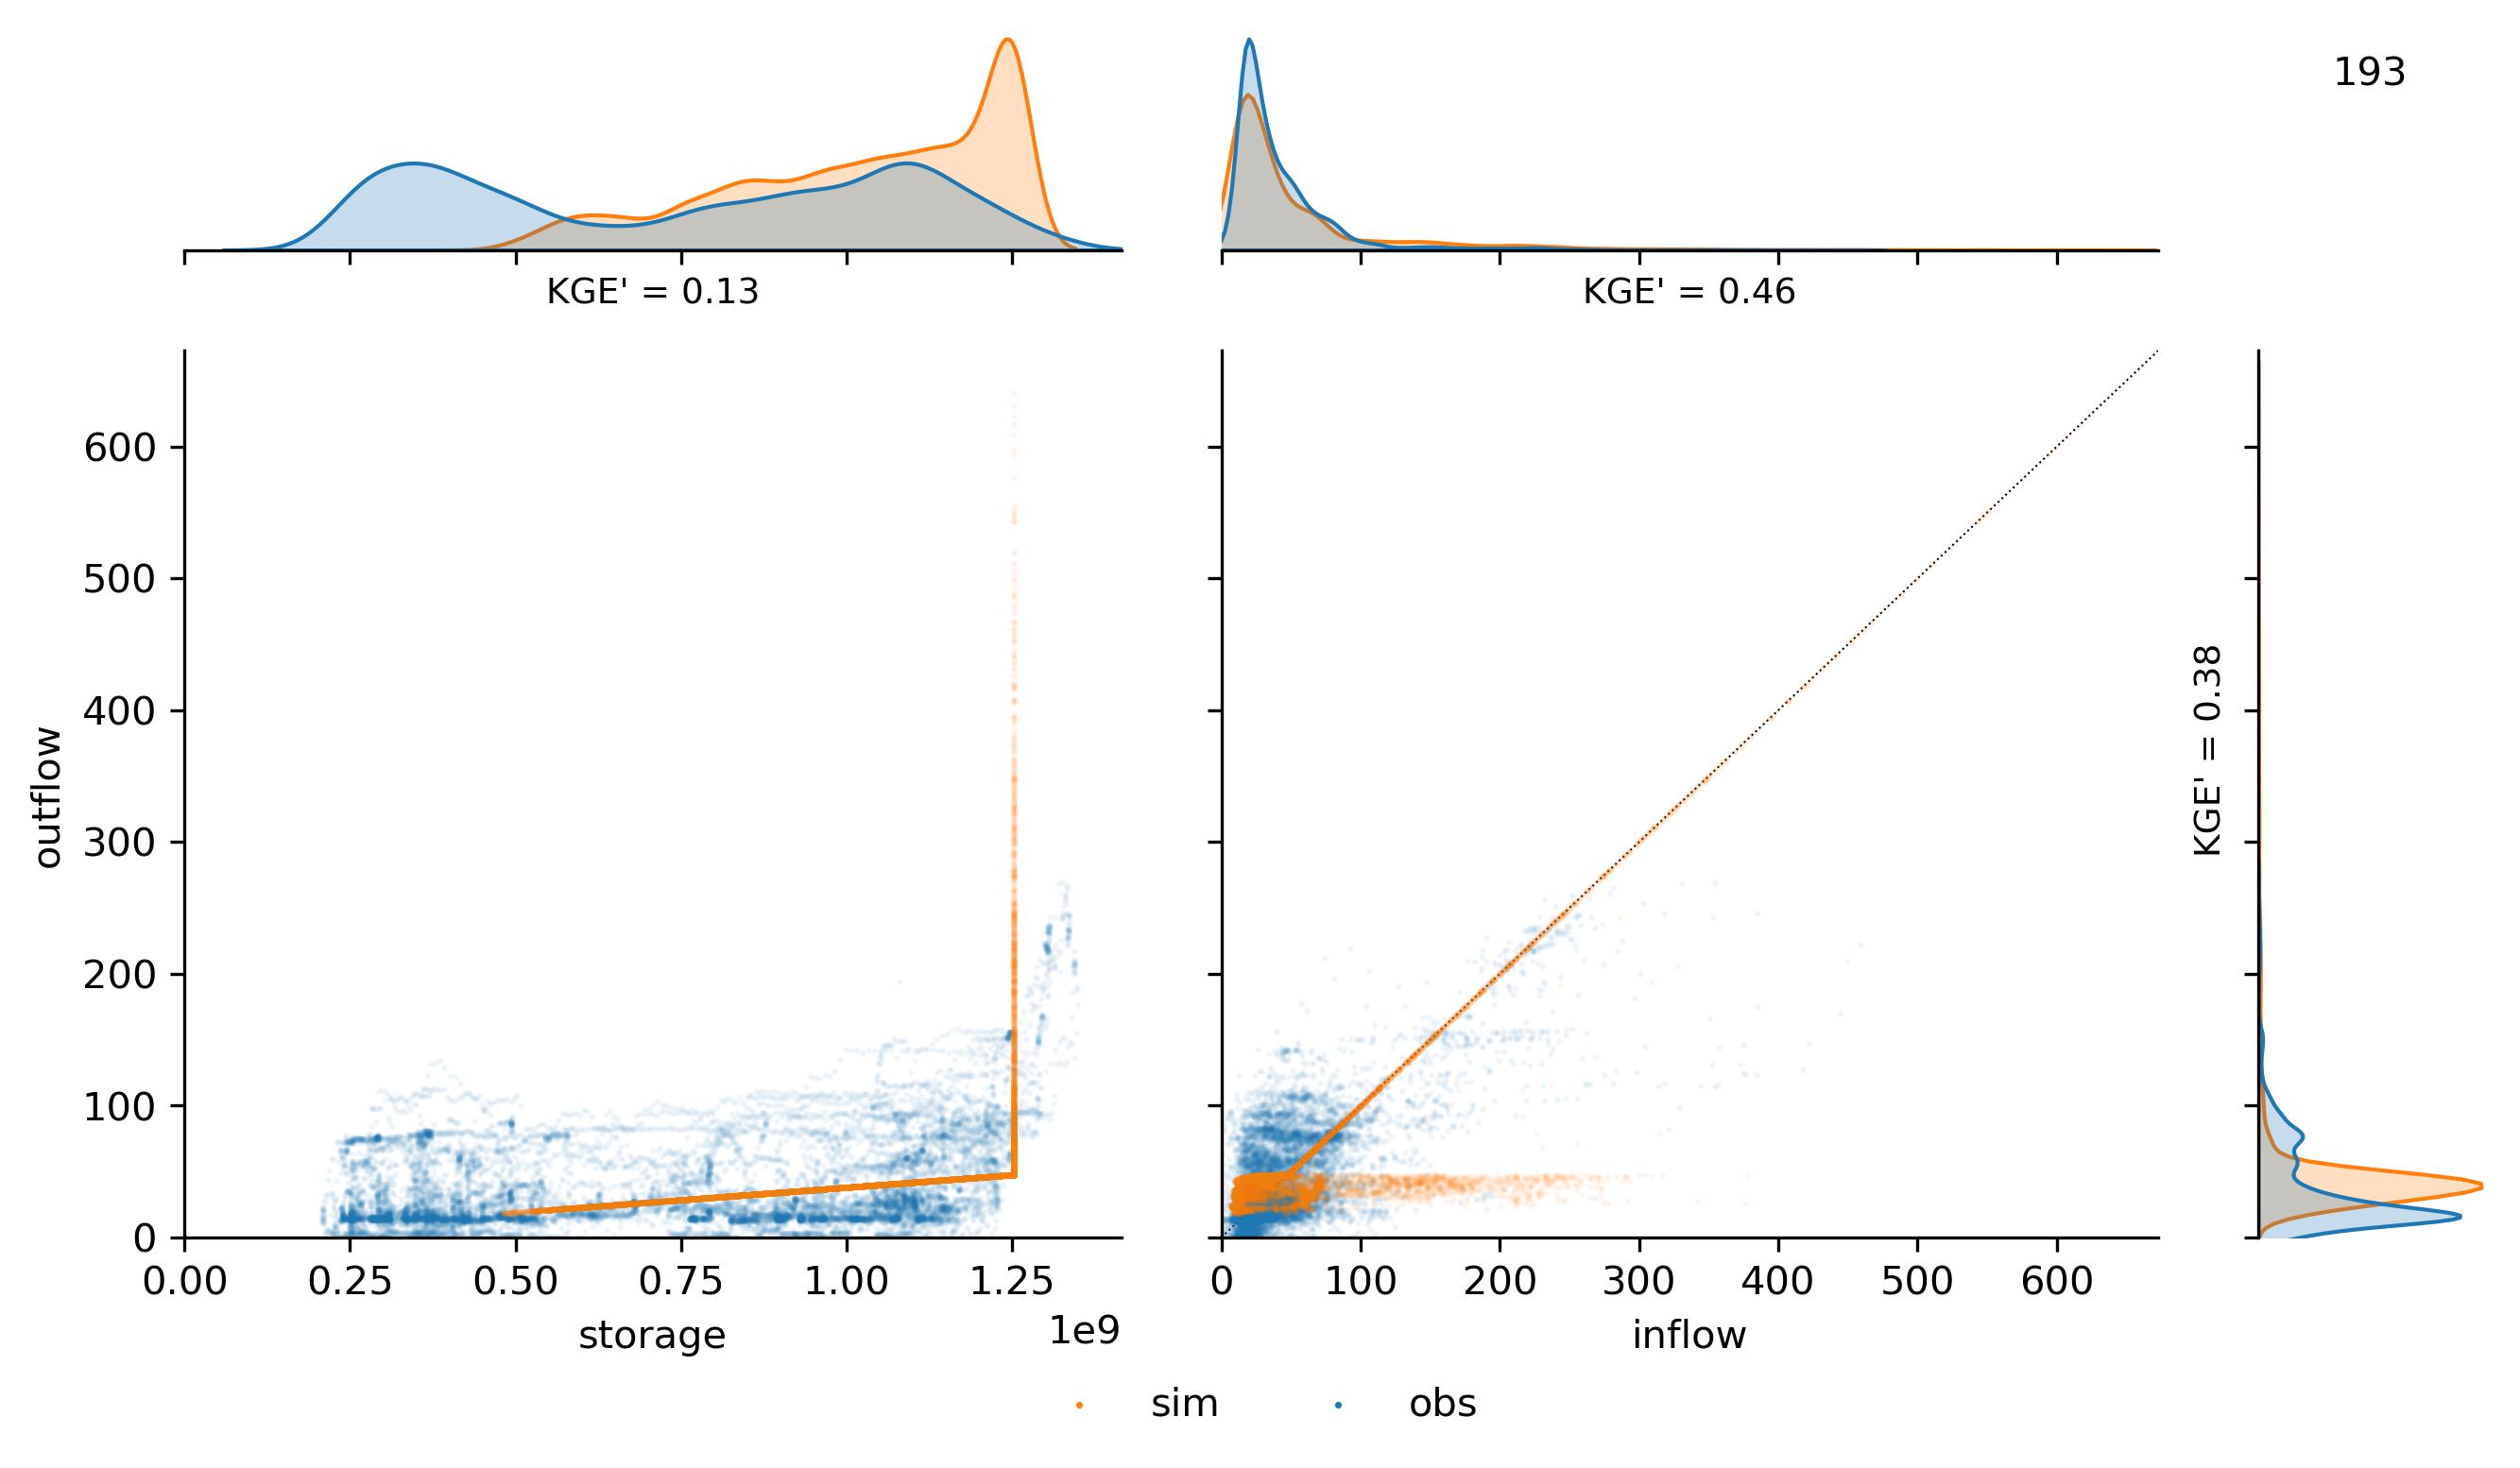 193
KGE' = 0.13
KGE' = 0.46
600
500
400
300
200
100
0
outflow
KGE' = 0.38
0.00 0.25 0.50 0.75 1.00 1.25
1e9
storage
0 100 200 300 400 500 600
inflow
sim obs